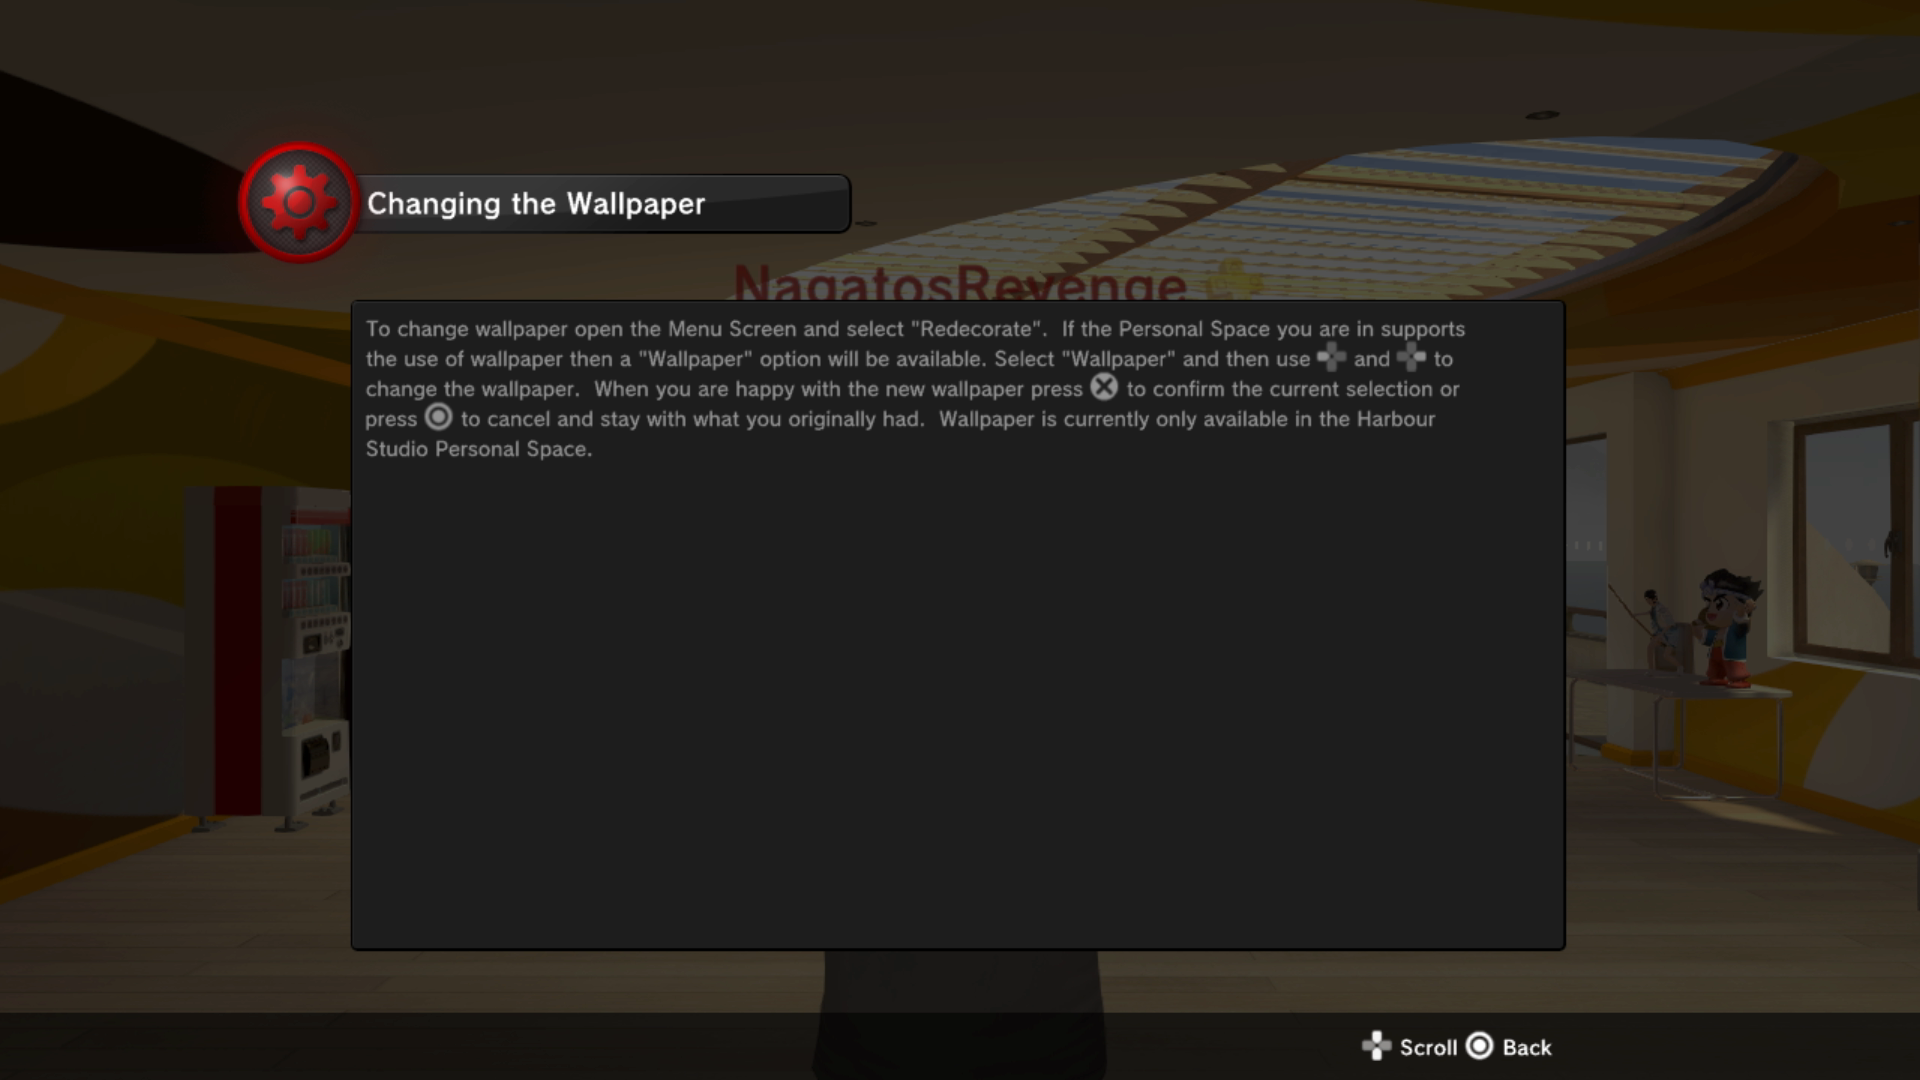 Changing the Wallpaper
NagatosRevenge
To change wallpaper open the Menu Screen and select "Redecorate".  If the Personal Space you are in supports
the use of wallpaper then a "Wallpaper" option will be available. Select "Wallpaper" and then use and to
change the wallpaper.  When you are happy with the new wallpaper press to confirm the current selection or
press to cancel and stay with what you originally had.  Wallpaper is currently only available in the Harbour
Studio Personal Space.
Scroll Back